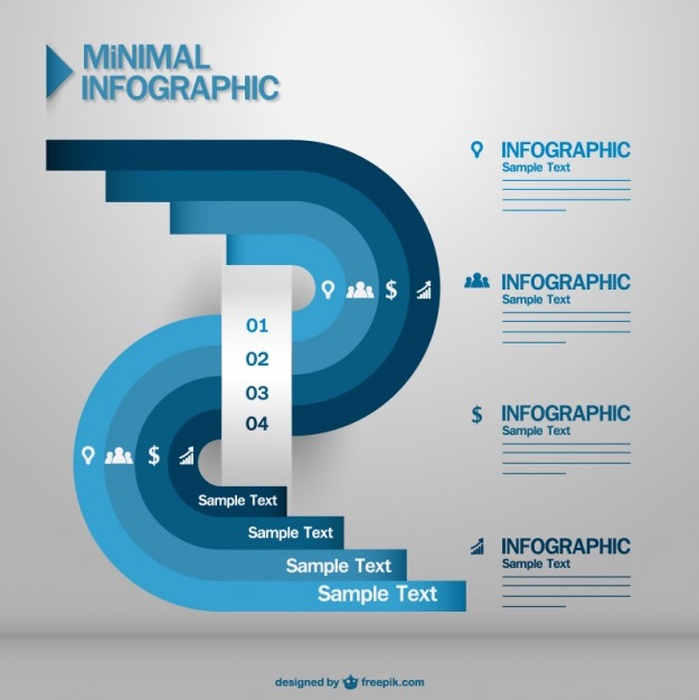 MiNIMAL
INFOGRAPHIC
INFOGRAPHIC
Sample Text
INFOGRAPHIC
Sample Text
INFOGRAPHIC
Sample Text
INFOGRAPHIC
Sample Text
$
$
$
01
02
03
04
Sample Text
Sample Text
Sample Text
Sample Text
designed by freepik.com